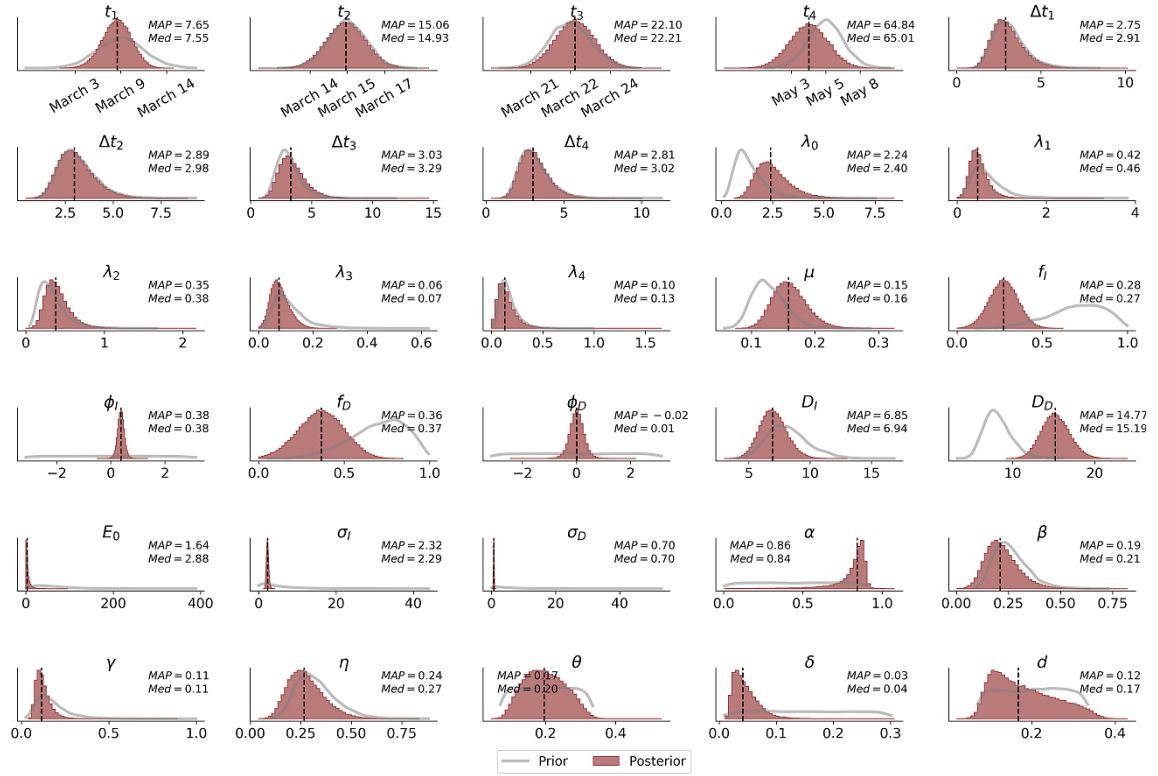 t₁
MAP = 7.65
Med = 7.55
March 3
March 9
March 14
t₂
MAP = 15.06
Med = 14.93
March 14
March 15
March 17
t₃
MAP = 22.10
Med = 22.21
March 21
March 22
March 24
t₄
MAP = 64.84
Med = 65.01
May 3
May 5
May 8
Δt₁
MAP = 2.75
Med = 2.91
0 5 10
Δt₂
MAP = 2.89
Med = 2.98
2.5 5.0 7.5
Δt₃
MAP = 3.03
Med = 3.29
0 5 10 15
Δt₄
MAP = 2.81
Med = 3.02
0 5 10
λ₀
MAP = 2.24
Med = 2.40
0.0 2.5 5.0 7.5
λ₁
MAP = 0.42
Med = 0.46
0 2 4
λ₂
MAP = 0.35
Med = 0.38
0 1 2
λ₃
MAP = 0.06
Med = 0.07
0.0 0.2 0.4 0.6
λ₄
MAP = 0.10
Med = 0.13
0.0 0.5 1.0 1.5
μ
MAP = 0.15
Med = 0.16
0.1 0.2 0.3
f_I
MAP = 0.28
Med = 0.27
0.0 0.5 1.0
ϕ_I
MAP = 0.38
Med = 0.38
−2 0 2
f_D
MAP = 0.36
Med = 0.37
0.0 0.5 1.0
ϕ_D
MAP = −0.02
Med = 0.01
−2 0 2
D_I
MAP = 6.85
Med = 6.94
5 10 15
D_D
MAP = 14.77
Med = 15.19
10 20
E₀
MAP = 1.64
Med = 2.88
0 200 400
σ_I
MAP = 2.32
Med = 2.29
0 20 40
σ_D
MAP = 0.70
Med = 0.70
0 20 40
α
MAP = 0.86
Med = 0.84
0.0 0.5 1.0
β
MAP = 0.19
Med = 0.21
0.00 0.25 0.50 0.75
γ
MAP = 0.11
Med = 0.11
0.0 0.5 1.0
η
MAP = 0.24
Med = 0.27
0.00 0.25 0.50 0.75
θ
MAP = 0.17
Med = 0.20
0.0 0.2 0.4
δ
MAP = 0.03
Med = 0.04
0.0 0.1 0.2 0.3
d
MAP = 0.12
Med = 0.17
0.0 0.2 0.4
Prior Posterior